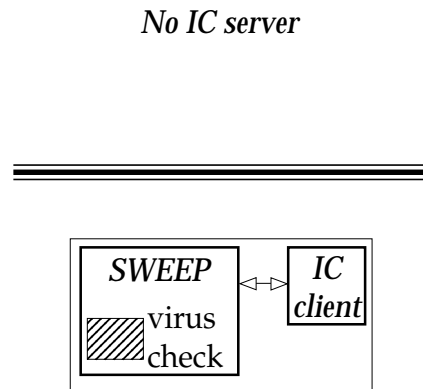 No IC server
SWEEP
virus
check
IC
client